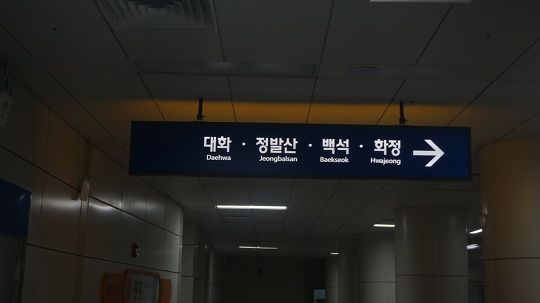 대화 · 정발산 · 백석 · 화정 →
Daehwa Jeongbalsan Baekseok Hwajeong